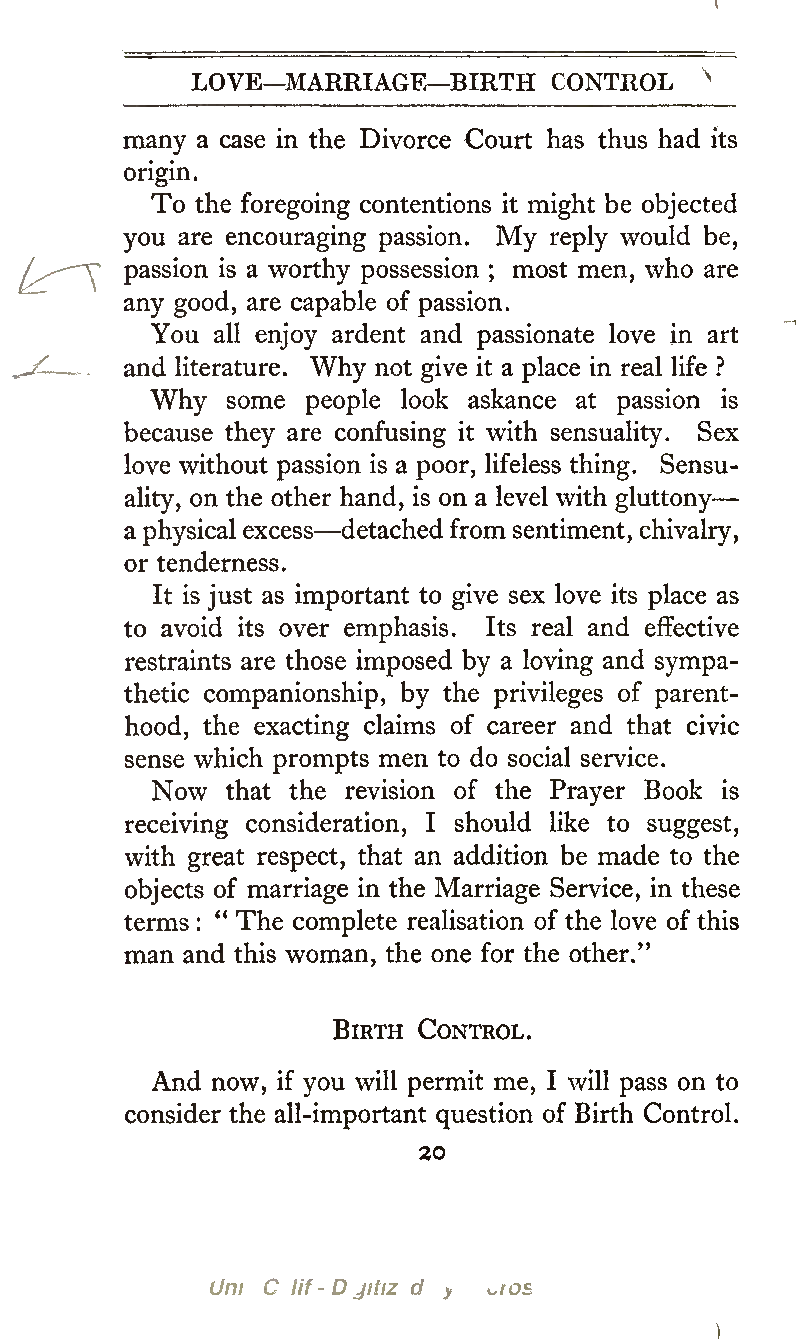 LOVE—MARRIAGE—BIRTH CONTROL
many a case in the Divorce Court has thus had its
origin.
To the foregoing contentions it might be objected
you are encouraging passion. My reply would be,
passion is a worthy possession ; most men, who are
any good, are capable of passion.
You all enjoy ardent and passionate love in art
and literature. Why not give it a place in real life ?
Why some people look askance at passion is
because they are confusing it with sensuality. Sex
love without passion is a poor, lifeless thing. Sensu-
ality, on the other hand, is on a level with gluttony—
a physical excess—detached from sentiment, chivalry,
or tenderness.
It is just as important to give sex love its place as
to avoid its over emphasis. Its real and effective
restraints are those imposed by a loving and sympa-
thetic companionship, by the privileges of parent-
hood, the exacting claims of career and that civic
sense which prompts men to do social service.
Now that the revision of the Prayer Book is
receiving consideration, I should like to suggest,
with great respect, that an addition be made to the
objects of marriage in the Marriage Service, in these
terms : “ The complete realisation of the love of this
man and this woman, the one for the other.”
BIRTH CONTROL.
And now, if you will permit me, I will pass on to
consider the all-important question of Birth Control.
20